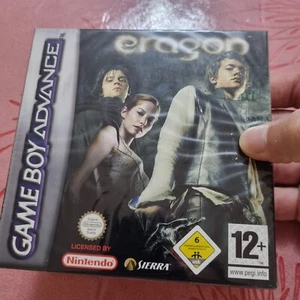 eragon
GAME BOY ADVANCE
LICENSED BY
Nintendo
SIERRA
6
12+
www.pegi.info